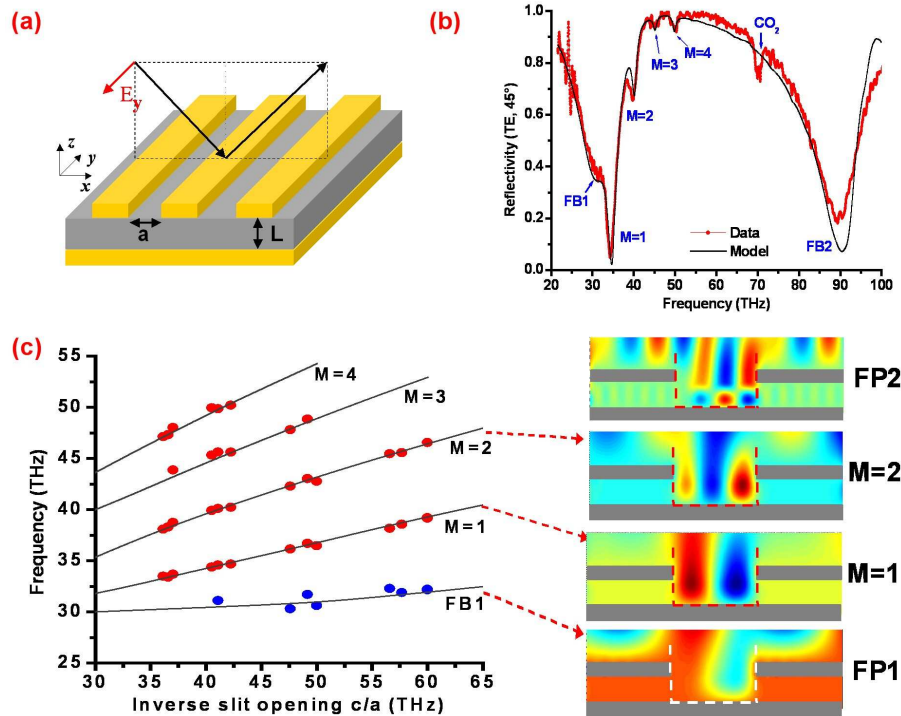 (a)
E_y
z
y
x
a
L
(b)
Reflectivity (TE, 45°)
1.0
0.8
0.6
0.4
0.2
0.0
CO₂
M=3
M=4
M=2
FB1
M=1
FB2
Data
Model
20 30 40 50 60 70 80 90 100
Frequency (THz)
(c)
Frequency (THz)
55
50
45
40
35
30
25
M=4
M=3
M=2
M=1
FB1
30 35 40 45 50 55 60 65
Inverse slit opening c/a (THz)
FP2
M=2
M=1
FP1